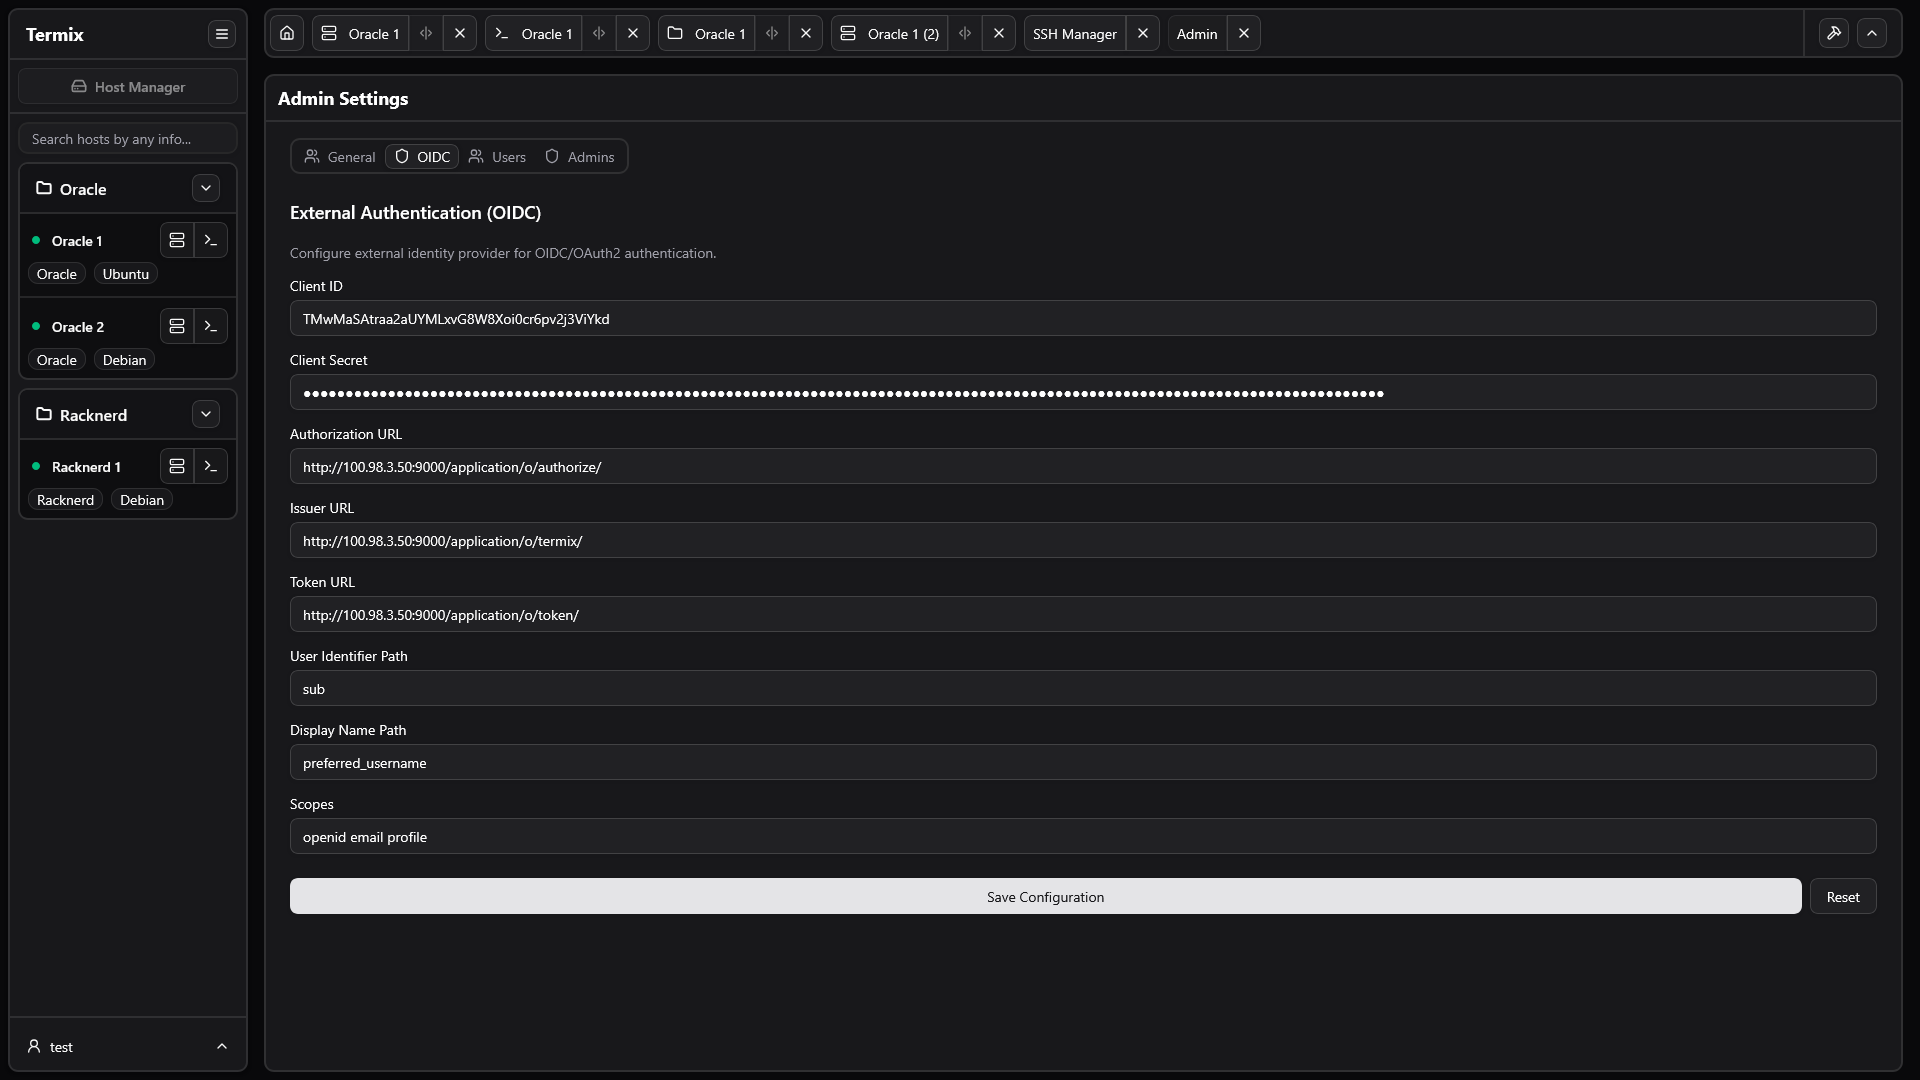 Termix
Host Manager
Search hosts by any info...
Oracle
Oracle 1
Oracle Ubuntu
Oracle 2
Oracle Debian
Racknerd
Racknerd 1
Racknerd Debian
test
Oracle 1 Oracle 1 Oracle 1 Oracle 1 (2) SSH Manager Admin
Admin Settings
General OIDC Users Admins
External Authentication (OIDC)
Configure external identity provider for OIDC/OAuth2 authentication.
Client ID
TMwMaSAtraa2aUYMLxvG8W8Xoi0cr6pv2j3ViYkd
Client Secret
Authorization URL
http://100.98.3.50:9000/application/o/authorize/
Issuer URL
http://100.98.3.50:9000/application/o/termix/
Token URL
http://100.98.3.50:9000/application/o/token/
User Identifier Path
sub
Display Name Path
preferred_username
Scopes
openid email profile
Save Configuration Reset